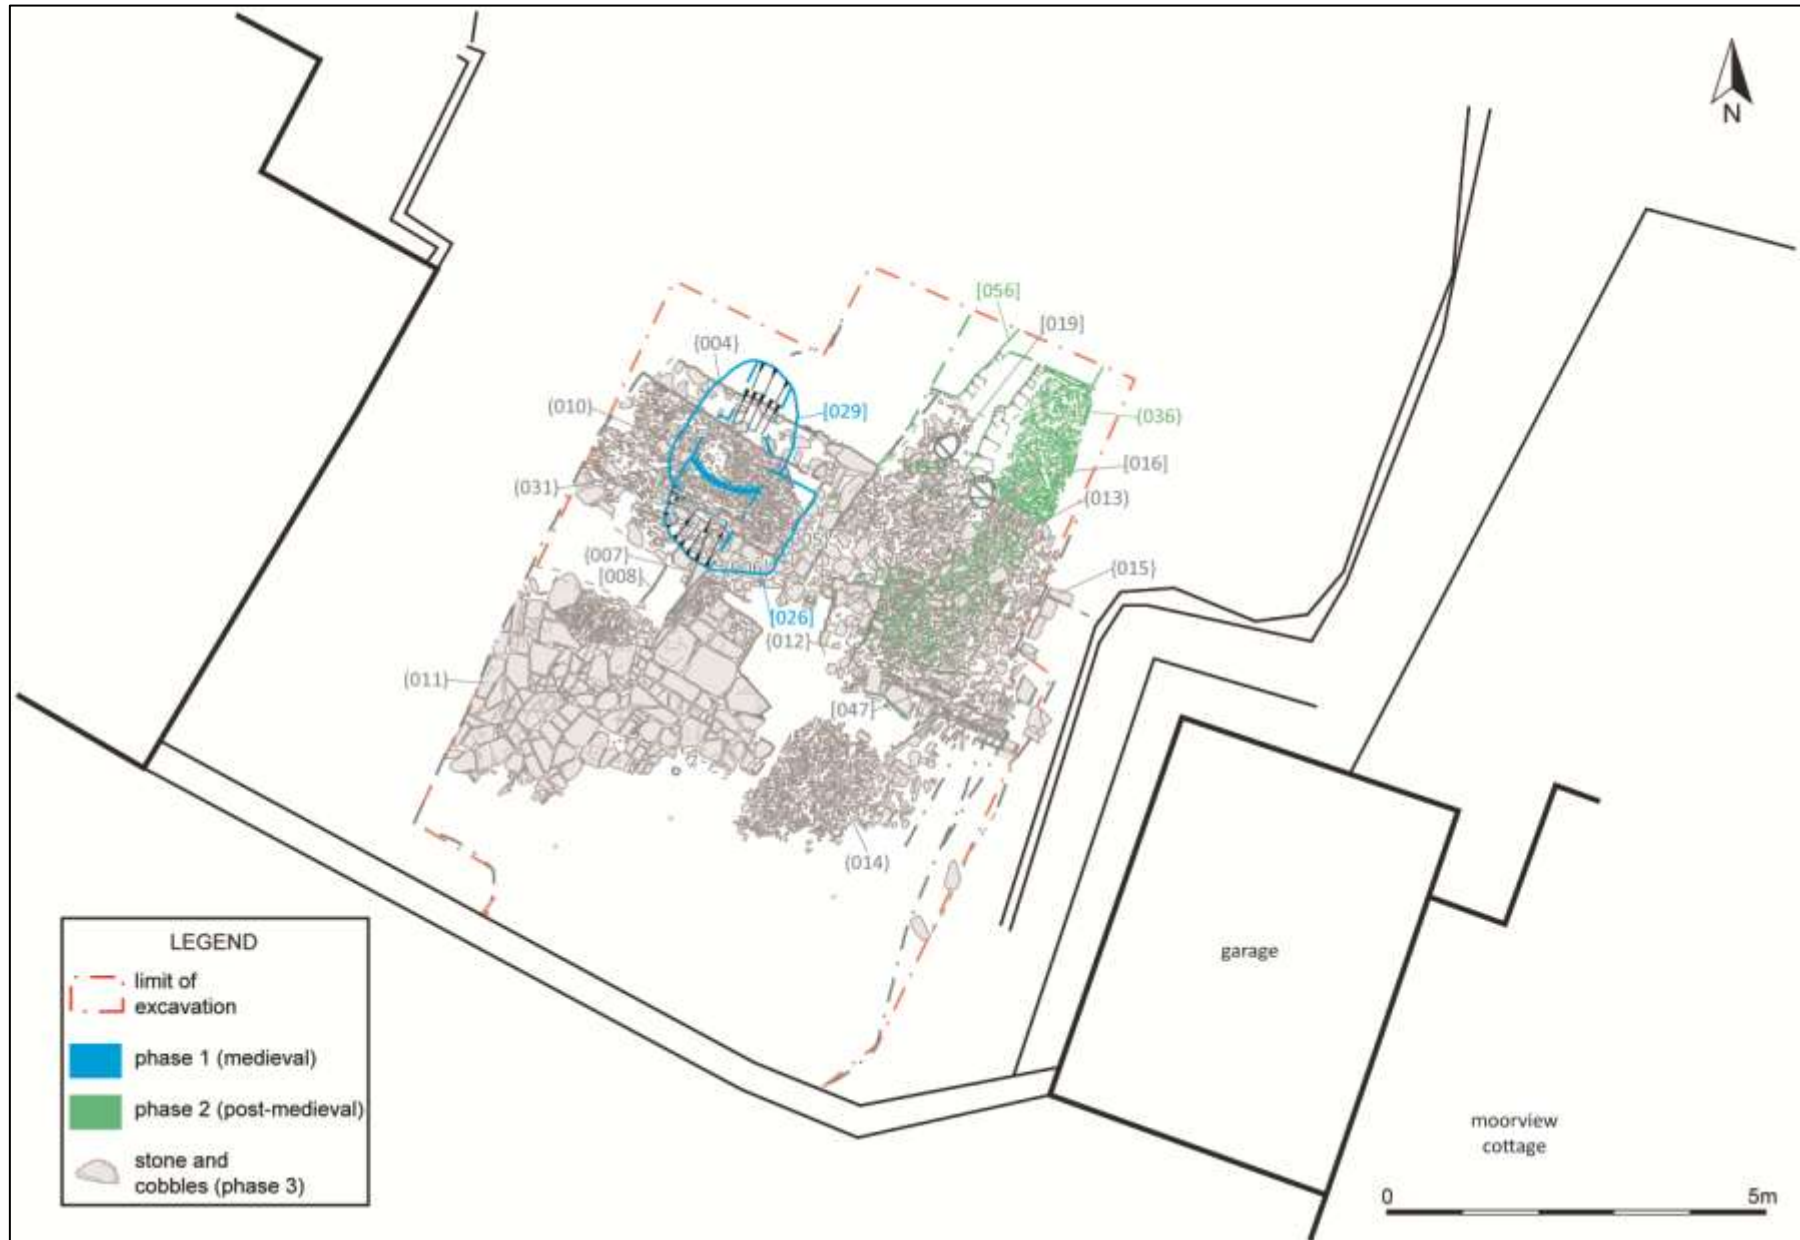 N
[056]
[019]
(004)
(010)
[029]
(036)
[016]
(031)
(013)
(007)
[008]
(015)
[026]
(012)
(011)
[047]
(014)
garage
LEGEND
limit of
excavation
phase 1 (medieval)
phase 2 (post-medieval)
stone and
cobbles (phase 3)
moorview
cottage
0
5m